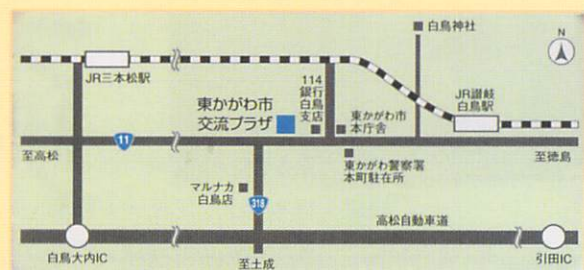 白鳥神社
N
JR三本松駅
114
銀行
白鳥
支店
JR讃岐
白鳥駅
東かがわ市
交流プラザ
東かがわ市
本庁舎
11
至高松
至徳島
東かがわ警察署
本町駐在所
マルナカ
白鳥店
318
高松自動車道
白鳥大内IC
至土成
引田IC